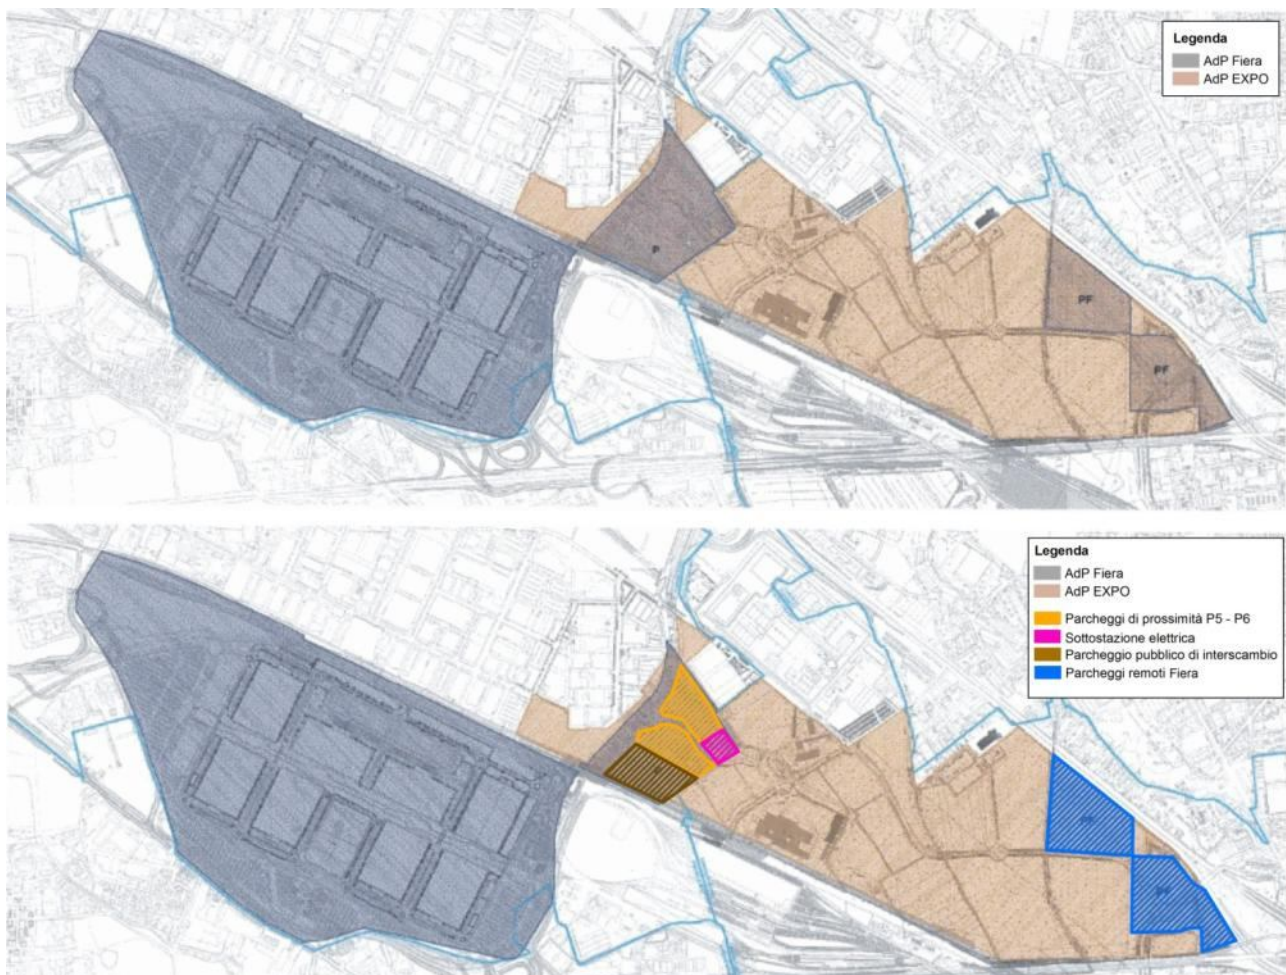 Legenda
AdP Fiera
AdP EXPO
P
PF
PF
Legenda
AdP Fiera
AdP EXPO
Parcheggi di prossimità P5 - P6
Sottostazione elettrica
Parcheggio pubblico di interscambio
Parcheggi remoti Fiera